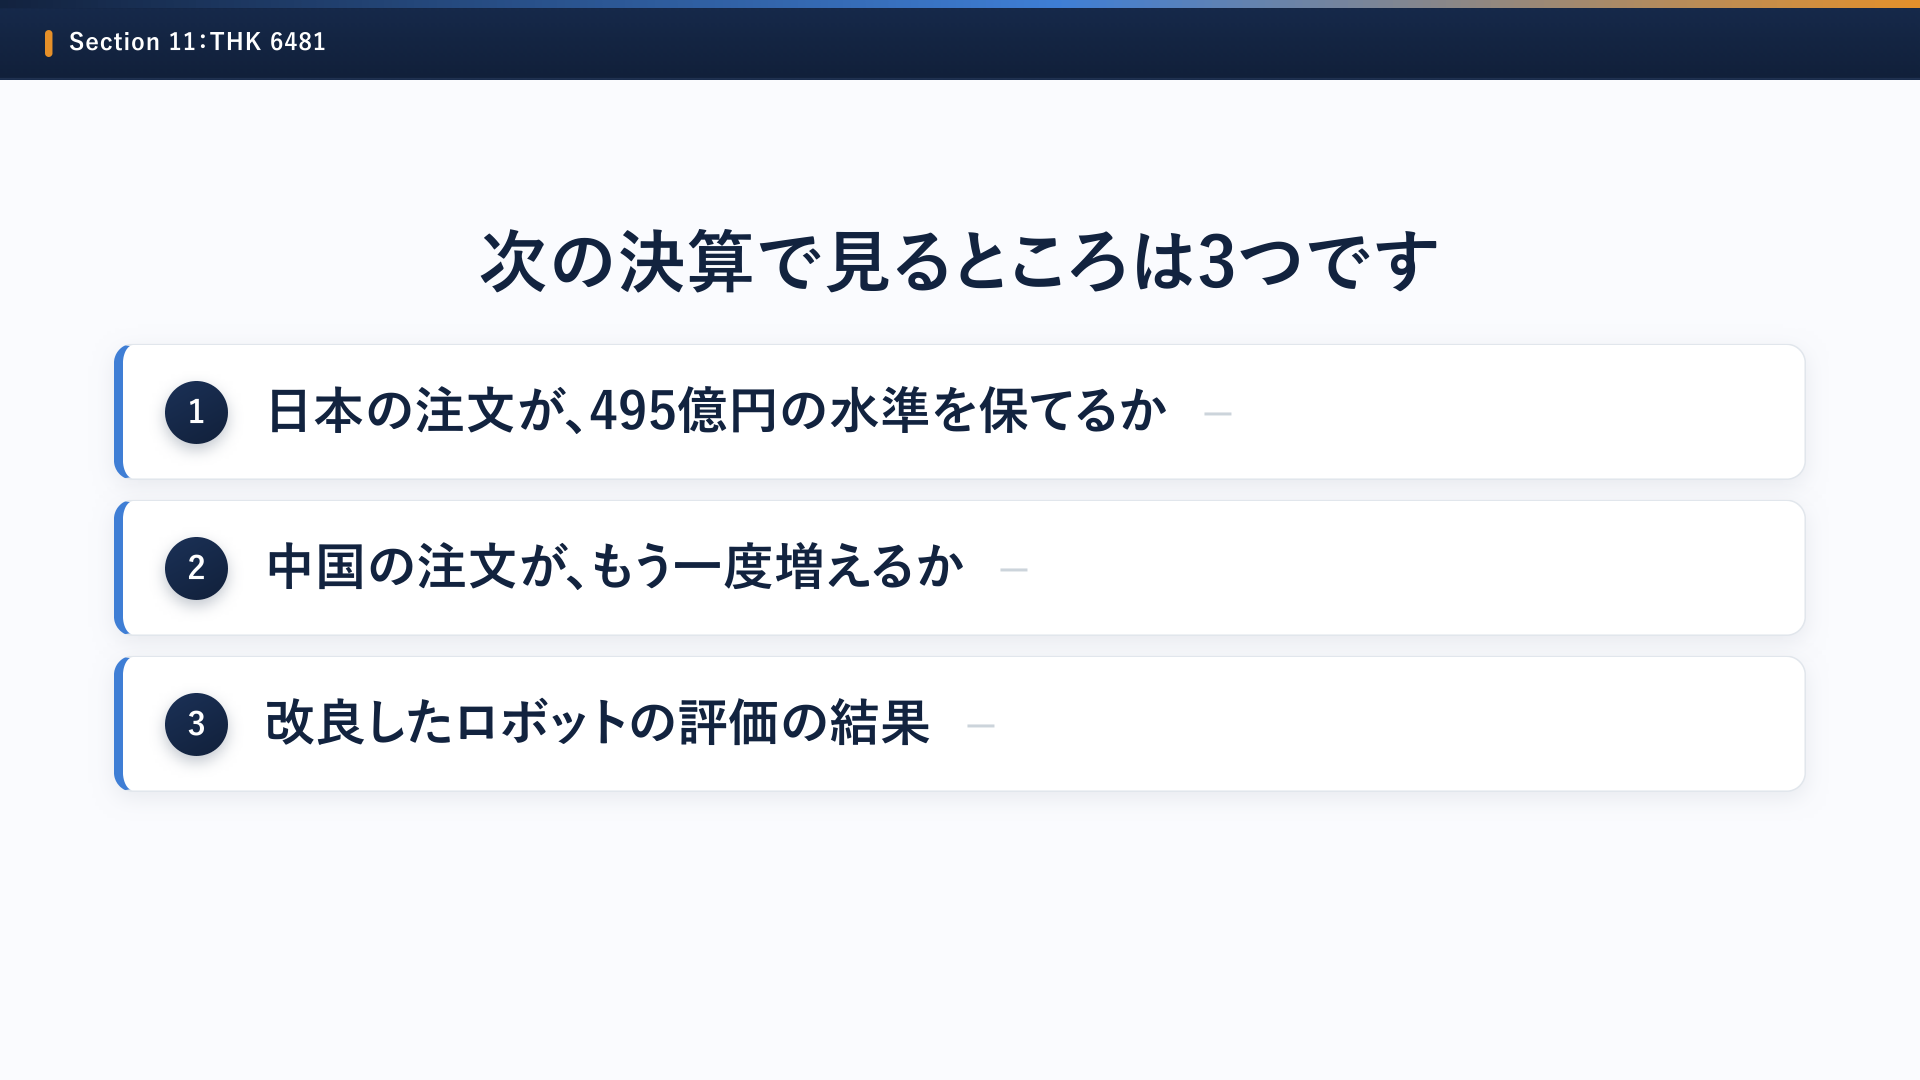 Section 11：THK 6481
次の決算で見るところは3つです
1 日本の注文が、495億円の水準を保てるか —
2 中国の注文が、もう一度増えるか —
3 改良したロボットの評価の結果 —